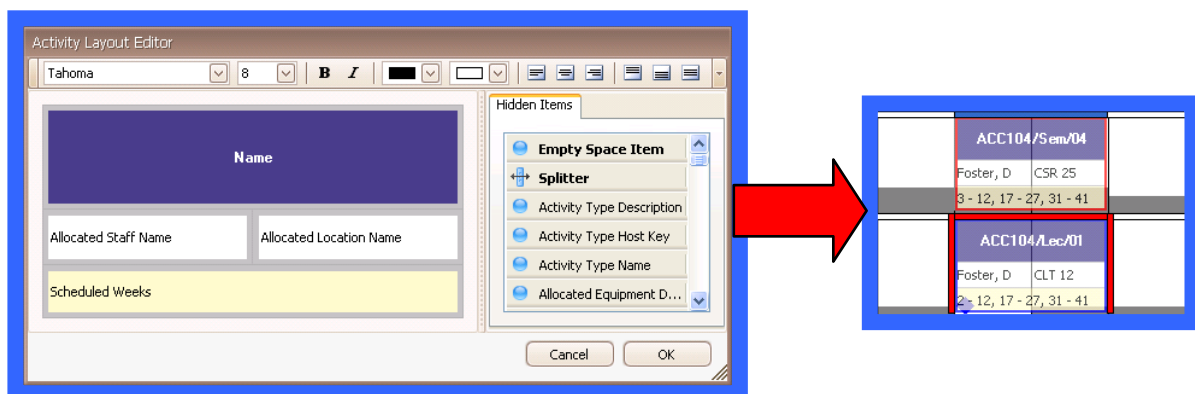 Activity Layout Editor
Tahoma 8 B I
Hidden Items
Name
Allocated Staff Name Allocated Location Name
Scheduled Weeks
Empty Space Item
Splitter
Activity Type Description
Activity Type Host Key
Activity Type Name
Allocated Equipment D...
Cancel OK
ACC104/Sem/04
Foster, D CSR 25
3 - 12, 17 - 27, 31 - 41
ACC104/Lec/01
Foster, D CLT 12
2 - 12, 17 - 27, 31 - 41